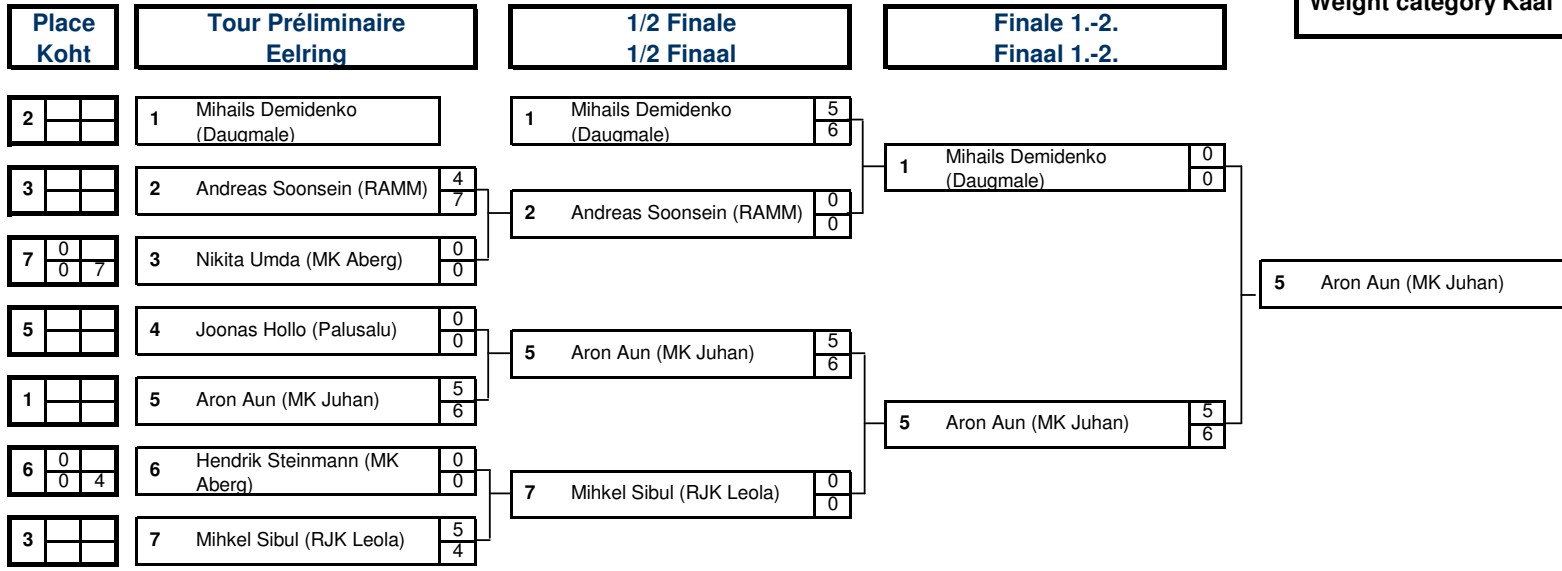 Weight category Kaal
Place
Koht
Tour Préliminaire
Eelring
1/2 Finale
1/2 Finaal
Finale 1.-2.
Finaal 1.-2.
2
1 Mihails Demidenko
(Daugmale)
1 Mihails Demidenko
(Daugmale)
5
6
1 Mihails Demidenko
(Daugmale)
0
0
3
2 Andreas Soonsein (RAMM)
4
7
2 Andreas Soonsein (RAMM)
0
0
7
0
0 7
3 Nikita Umda (MK Aberg)
0
0
5 Aron Aun (MK Juhan)
5
4 Joonas Hollo (Palusalu)
0
0
5 Aron Aun (MK Juhan)
5
6
1
5 Aron Aun (MK Juhan)
5
6
5 Aron Aun (MK Juhan)
5
6
6
0
0 4
6 Hendrik Steinmann (MK
Aberg)
0
0
7 Mihkel Sibul (RJK Leola)
0
0
3
7 Mihkel Sibul (RJK Leola)
5
4